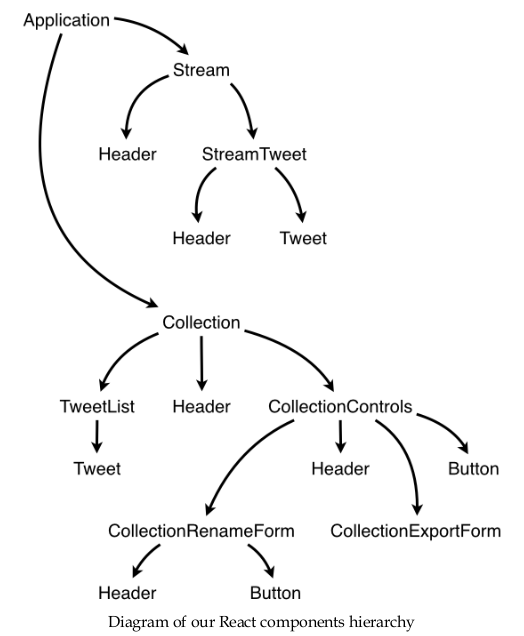 Application
Stream
Header
StreamTweet
Header
Tweet
Collection
TweetList
Header
CollectionControls
Tweet
Header
Button
CollectionRenameForm
CollectionExportForm
Header
Button
Diagram of our React components hierarchy